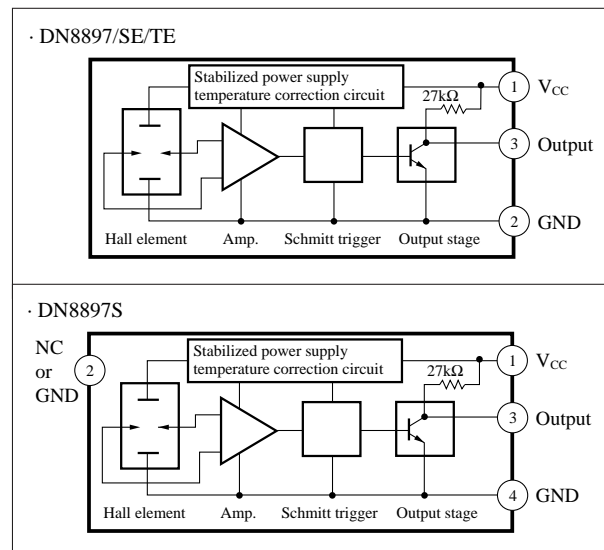 · DN8897/SE/TE
Stabilized power supply
temperature correction circuit
27kΩ
1
VCC
3
Output
2
GND
Hall element
Amp.
Schmitt trigger
Output stage
· DN8897S
NC
or
GND
2
Stabilized power supply
temperature correction circuit
27kΩ
1
VCC
3
Output
4
GND
Hall element
Amp.
Schmitt trigger
Output stage